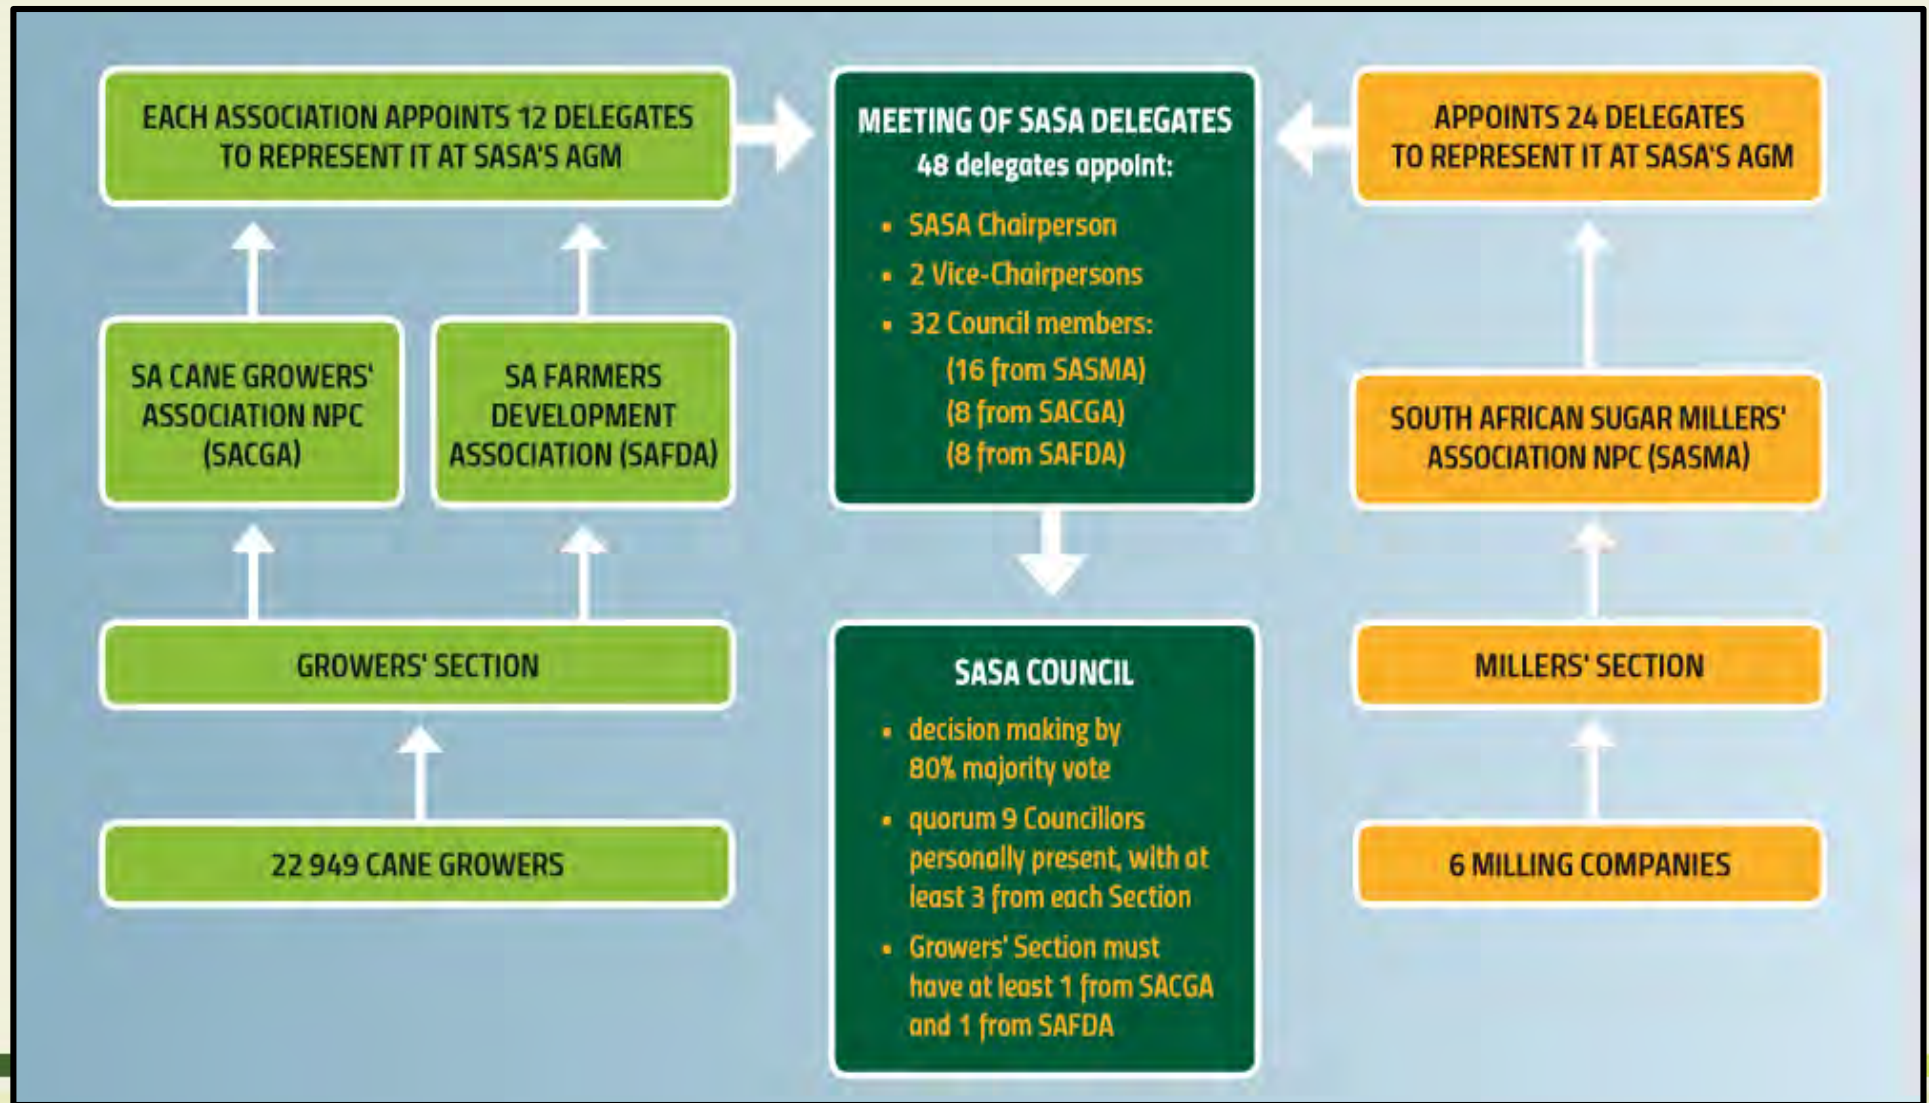 EACH ASSOCIATION APPOINTS 12 DELEGATES
TO REPRESENT IT AT SASA'S AGM
SA CANE GROWERS'
ASSOCIATION NPC
(SACGA)
SA FARMERS
DEVELOPMENT
ASSOCIATION (SAFDA)
GROWERS' SECTION
22 949 CANE GROWERS
MEETING OF SASA DELEGATES
48 delegates appoint:
• SASA Chairperson
• 2 Vice-Chairpersons
• 32 Council members:
(16 from SASMA)
(8 from SACGA)
(8 from SAFDA)
SASA COUNCIL
• decision making by
80% majority vote
• quorum 9 Councillors
personally present, with at
least 3 from each Section
• Growers' Section must
have at least 1 from SACGA
and 1 from SAFDA
APPOINTS 24 DELEGATES
TO REPRESENT IT AT SASA'S AGM
SOUTH AFRICAN SUGAR MILLERS'
ASSOCIATION NPC (SASMA)
MILLERS' SECTION
6 MILLING COMPANIES